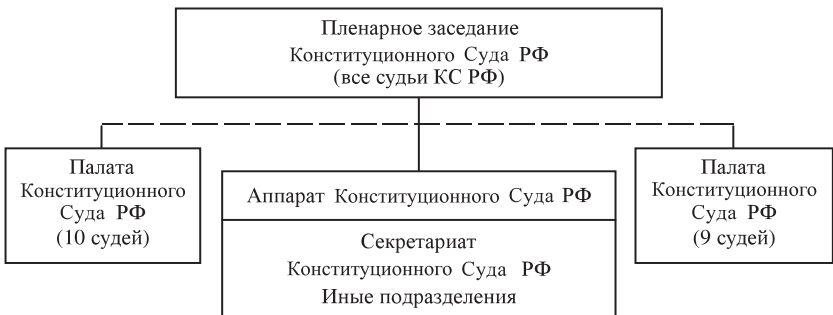 Пленарное заседание
Конституционного Суда РФ
(все судьи КС РФ)
Палата
Конституционного
Суда РФ
(10 судей)
Аппарат Конституционного Суда РФ
Секретариат
Конституционного Суда РФ
Иные подразделения
Палата
Конституционного
Суда РФ
(9 судей)